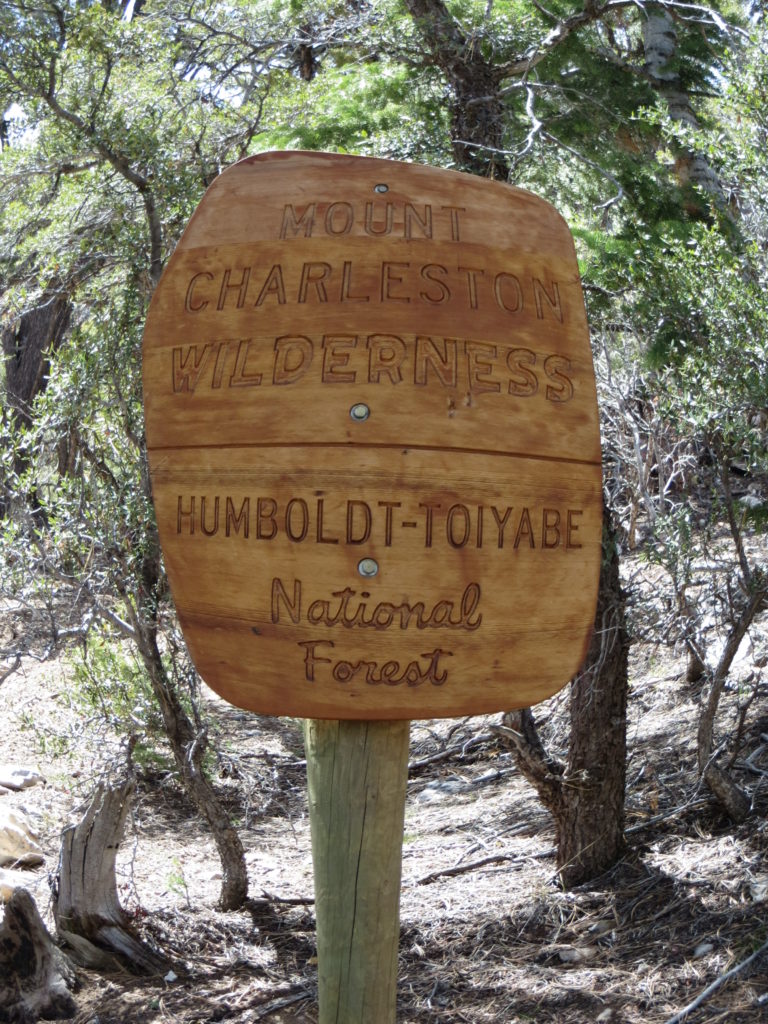 MOUNT
CHARLESTON
WILDERNESS
HUMBOLDT-TOIYABE
National
Forest